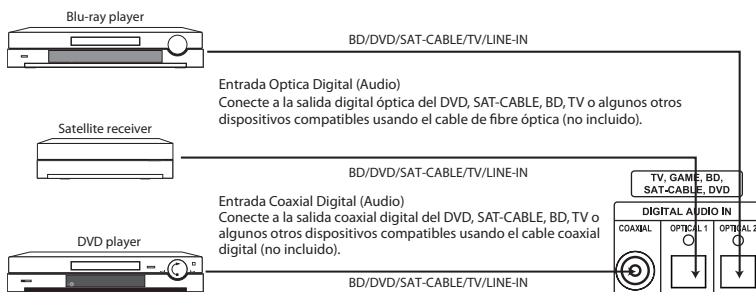 Blu-ray player
BD/DVD/SAT-CABLE/TV/LINE-IN
Entrada Optica Digital (Audio)
Conecte a la salida digital óptica del DVD, SAT-CABLE, BD, TV o algunos otros
dispositivos compatibles usando el cable de fibre óptica (no incluido).
Satellite receiver
BD/DVD/SAT-CABLE/TV/LINE-IN
TV, GAME, BD,
SAT-CABLE, DVD
Entrada Coaxial Digital (Audio)
Conecte a la salida coaxial digital del DVD, SAT-CABLE, BD, TV o
algunos otros dispositivos compatibles usando el cable coaxial
digital (no incluido).
DIGITAL AUDIO IN
COAXIAL OPTICAL 1 OPTICAL 2
DVD player
BD/DVD/SAT-CABLE/TV/LINE-IN